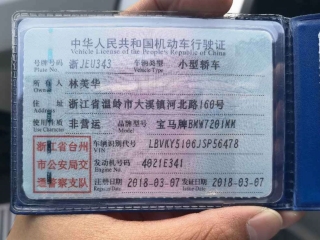 中华人民共和国机动车行驶证
Vehicle License of the People's Republic of China
号牌号码 浙JEU343 车辆类型 小型轿车
Plate No. Vehicle Type
所有人 林美华
Owner
住址 浙江省温岭市大溪镇河北路160号
Address
使用性质 非营运 品牌型号 宝马牌BMW7201MM
Use Character Model
浙江省台州 车辆识别代号 LBVKY5106JSP56478
VIN
市公安局交 发动机号码 4021E341
Engine No.
通警察支队 注册日期 2018-03-07 发证日期 2018-03-07
Register Date Issue Date